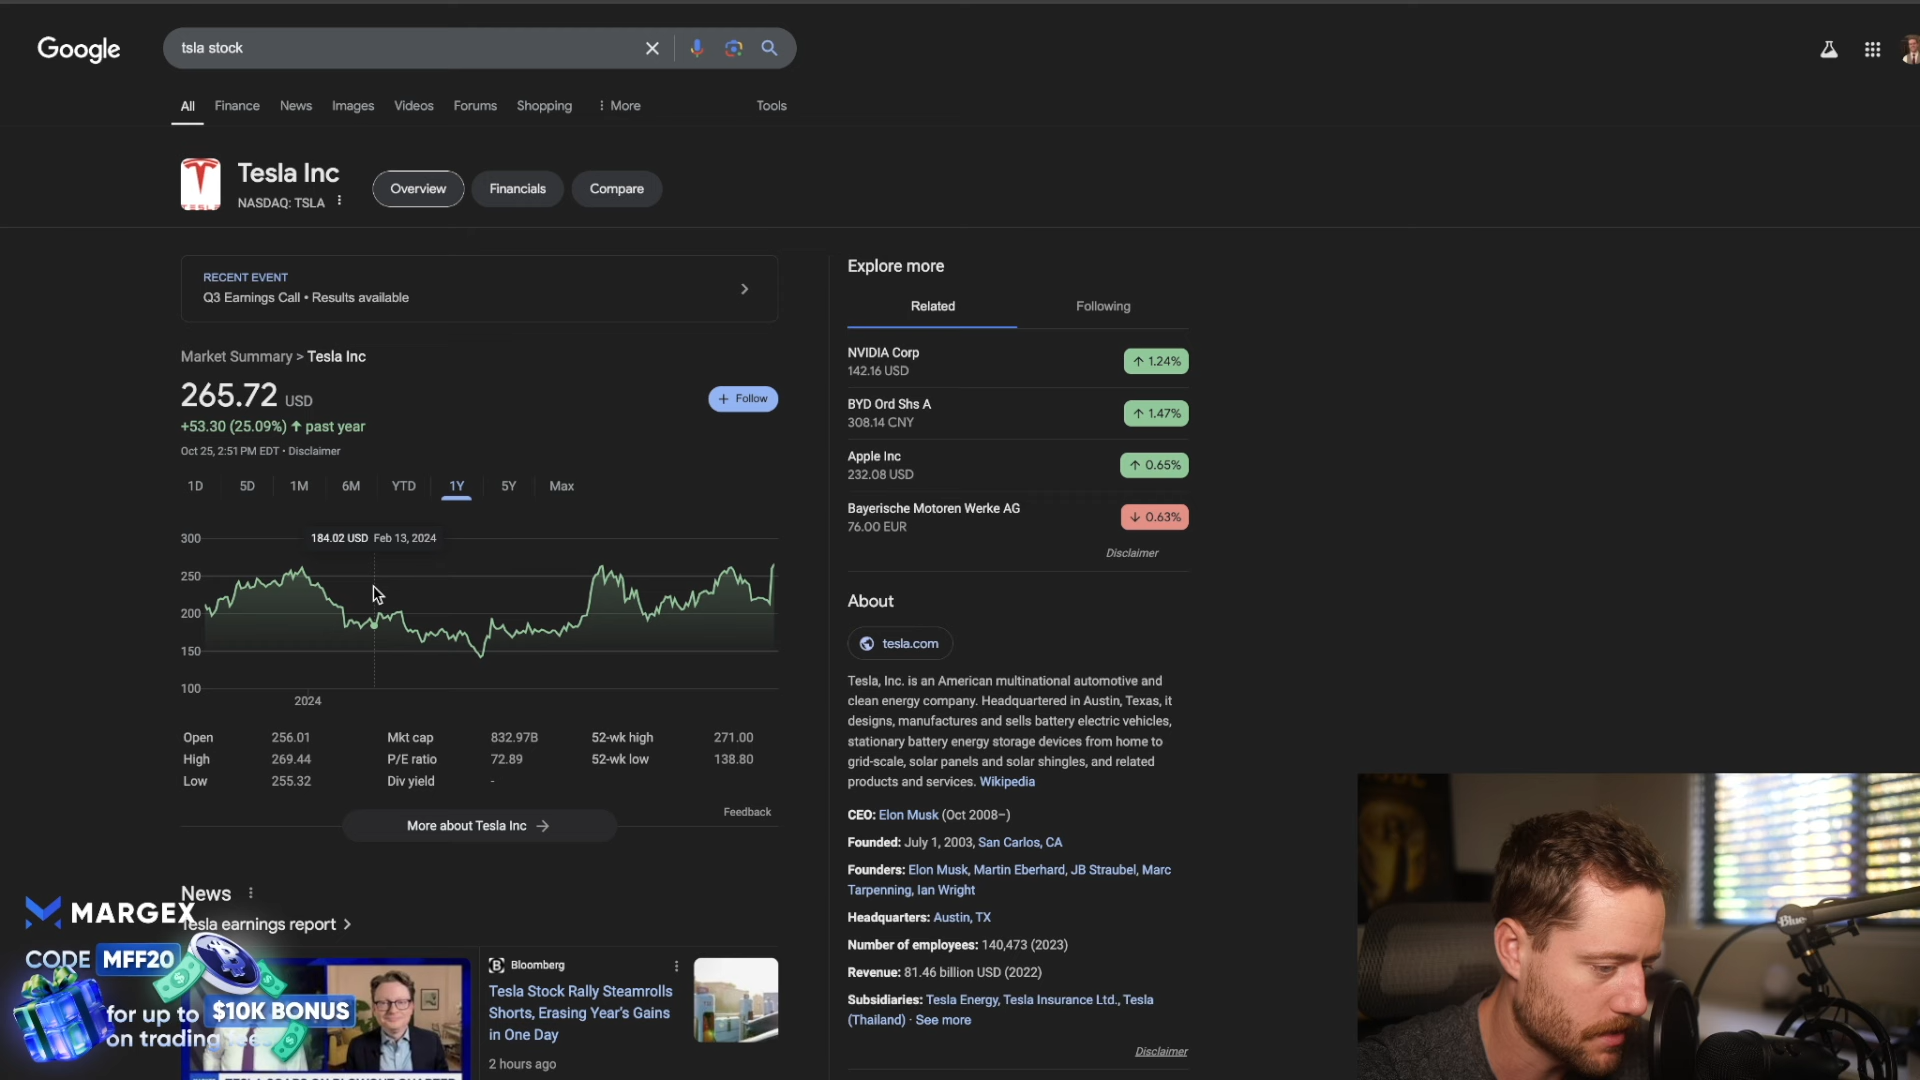 Google
tsla stock
All Finance News Images Videos Forums Shopping More Tools
Tesla Inc
NASDAQ: TSLA
Overview Financials Compare
RECENT EVENT
Q3 Earnings Call • Results available
Market Summary > Tesla Inc
265.72 USD
+53.30 (25.09%) ↑ past year
Oct 25, 2:51 PM EDT • Disclaimer
+ Follow
1D 5D 1M 6M YTD 1Y 5Y Max
184.02 USD Feb 13, 2024
300
250
200
150
100
2024
Open 256.01 Mkt cap 832.97B 52-wk high 271.00
High 269.44 P/E ratio 72.89 52-wk low 138.80
Low 255.32 Div yield -
Feedback
More about Tesla Inc →
News
Tesla earnings report >
Bloomberg
Tesla Stock Rally Steamrolls
Shorts, Erasing Year's Gains
in One Day
2 hours ago
MARGEX
CODE MFF20
for up to $10K BONUS
on trading
Explore more
Related Following
NVIDIA Corp
142.16 USD
↑ 1.24%
BYD Ord Shs A
308.14 CNY
↑ 1.47%
Apple Inc
232.08 USD
↑ 0.65%
Bayerische Motoren Werke AG
76.00 EUR
↓ 0.63%
Disclaimer
About
tesla.com
Tesla, Inc. is an American multinational automotive and
clean energy company. Headquartered in Austin, Texas, it
designs, manufactures and sells battery electric vehicles,
stationary battery energy storage devices from home to
grid-scale, solar panels and solar shingles, and related
products and services. Wikipedia
CEO: Elon Musk (Oct 2008–)
Founded: July 1, 2003, San Carlos, CA
Founders: Elon Musk, Martin Eberhard, JB Straubel, Marc
Tarpenning, Ian Wright
Headquarters: Austin, TX
Number of employees: 140,473 (2023)
Revenue: 81.46 billion USD (2022)
Subsidiaries: Tesla Energy, Tesla Insurance Ltd., Tesla
(Thailand) · See more
Disclaimer
Blue